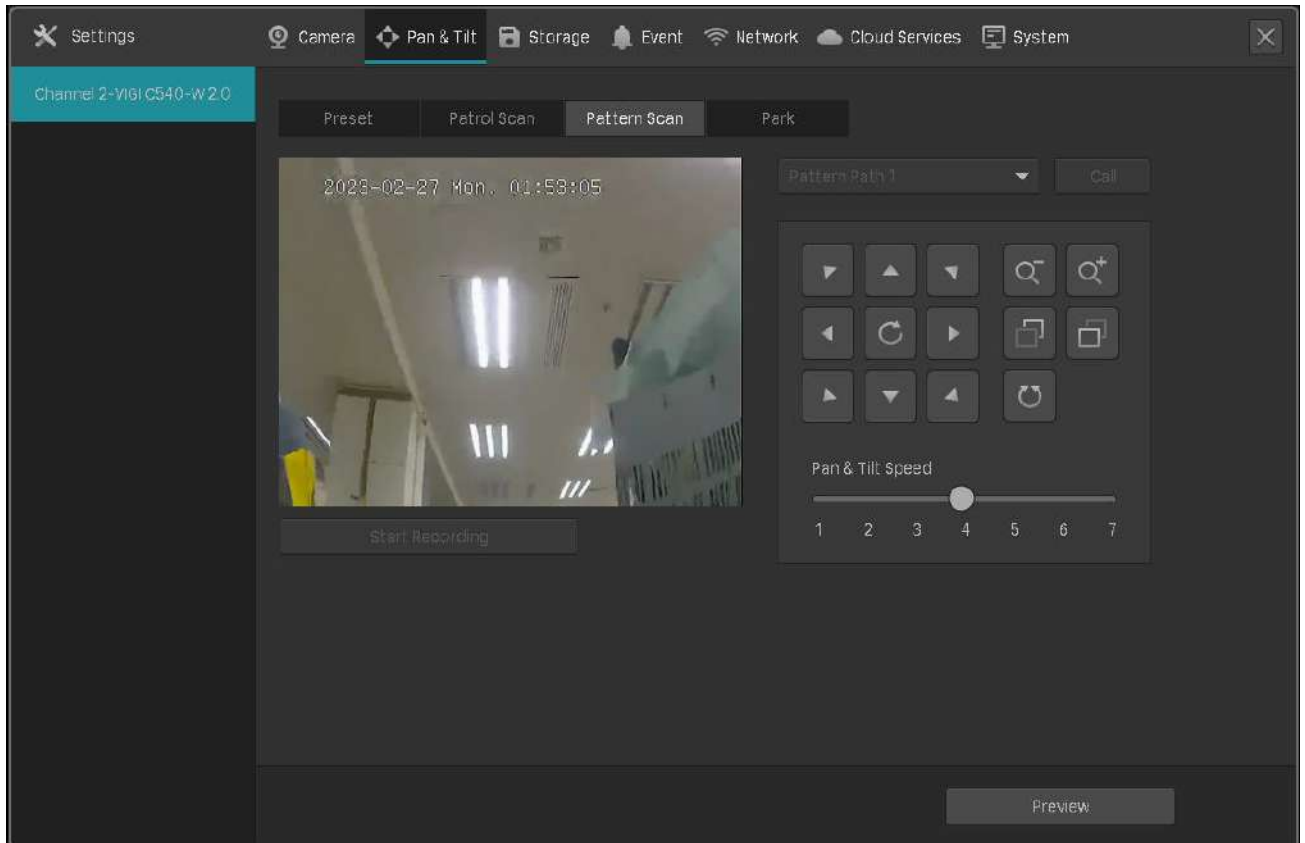 Settings Camera Pan & Tilt Storage Event Network Cloud Services System
Channel 2-VIGI C540-W 2.0
Preset Patrol Scan Pattern Scan Park
2023-02-27 Mon. 01:53:05
Pattern Path 1 Call
Pan & Tilt Speed
1 2 3 4 5 6 7
Start Recording
Preview